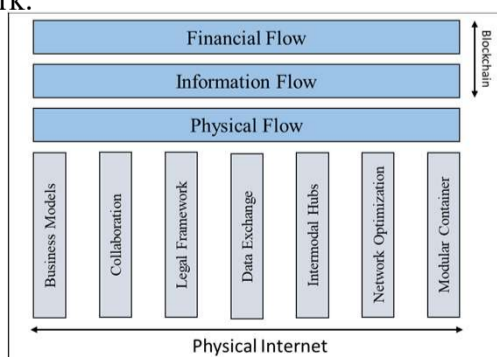 rk.
Financial Flow
Blockchain
Information Flow
Physical Flow
Business Models
Collaboration
Legal Framework
Data Exchange
Intermodal Hubs
Network Optimization
Modular Container
Physical Internet